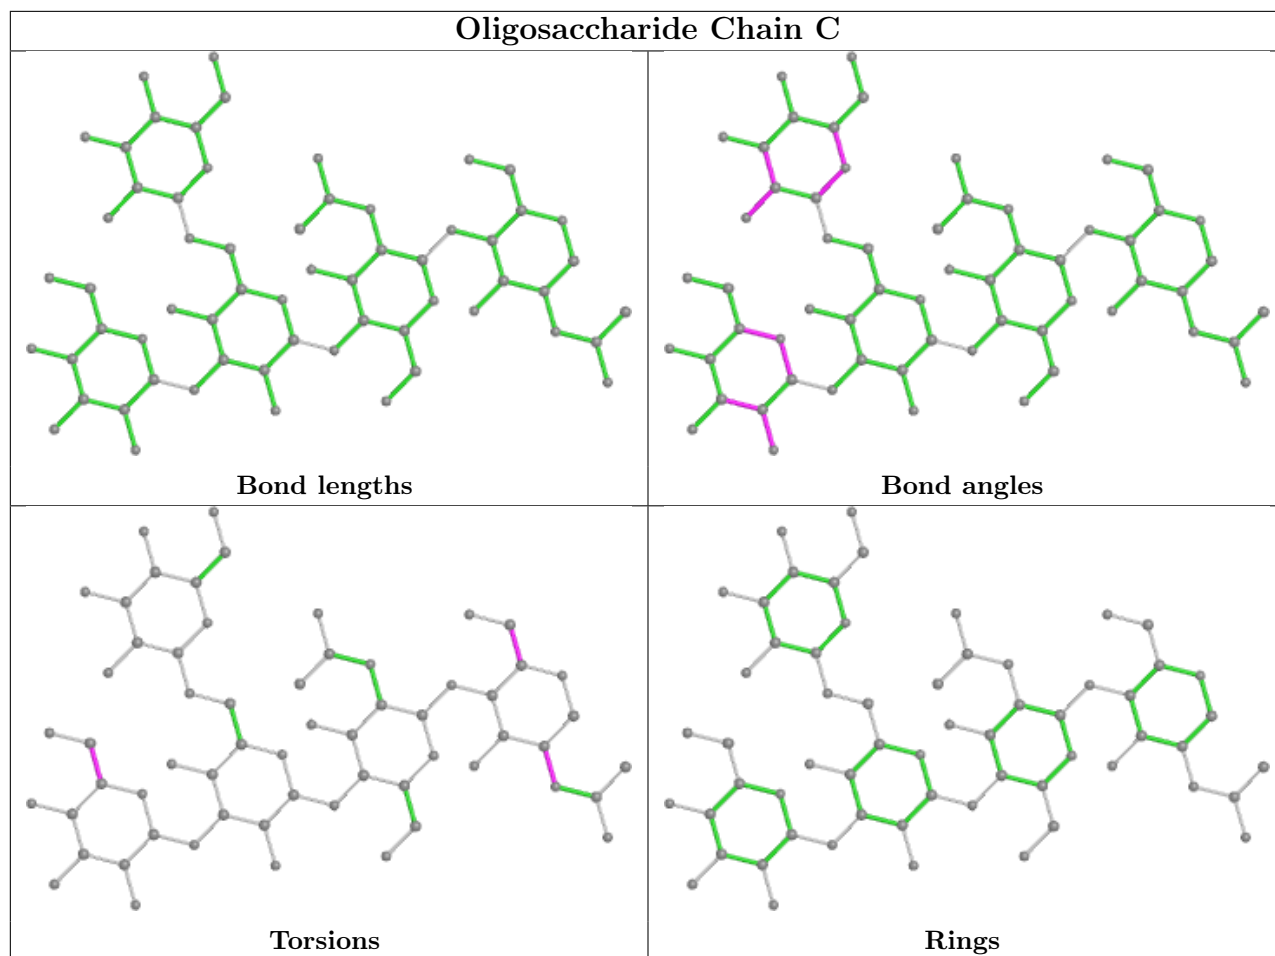 Oligosaccharide Chain C
Bond lengths
Bond angles
Torsions
Rings